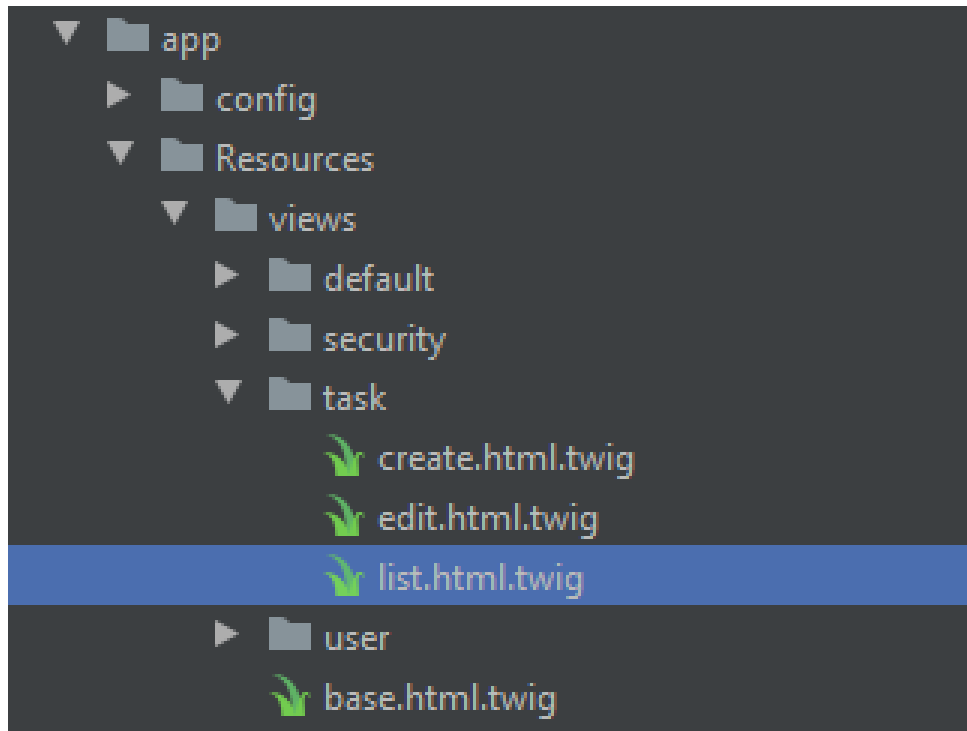 app
config
Resources
views
default
security
task
create.html.twig
edit.html.twig
list.html.twig
user
base.html.twig